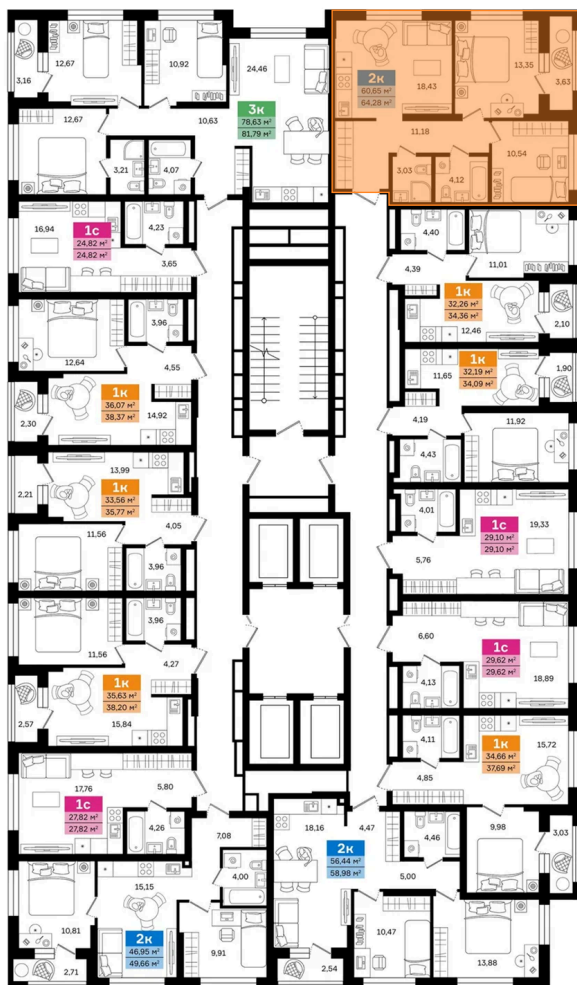 12,67
10,92
24,46
3,16
12,67
10,63
3к
78,63 м²
81,79 м²
3,21
4,07
2к
60,65 м²
64,28 м²
18,43
13,35
3,63
11,18
10,54
3,03
4,12
16,94
1с
24,82 м²
24,82 м²
4,23
3,65
4,40
11,01
4,39
1к
32,26 м²
34,36 м²
12,46
2,10
3,96
12,64
4,55
1к
36,07 м²
38,37 м²
14,92
2,30
11,65
1к
32,19 м²
34,09 м²
1,90
4,19
11,92
4,43
13,99
2,21
1к
33,56 м²
35,77 м²
4,05
11,56
3,96
4,01
1с
29,10 м²
29,10 м²
19,33
5,76
3,96
11,56
4,27
1к
35,63 м²
38,20 м²
2,57
15,84
6,60
1с
29,62 м²
29,62 м²
4,13
18,89
4,11
1к
34,66 м²
37,69 м²
15,72
4,85
17,76
5,80
1с
27,82 м²
27,82 м²
4,26
7,08
18,16
4,47
2к
56,44 м²
58,98 м²
4,46
9,98
3,03
5,00
15,15
4,00
10,81
2к
46,95 м²
49,66 м²
9,91
2,71
10,47
2,54
13,88